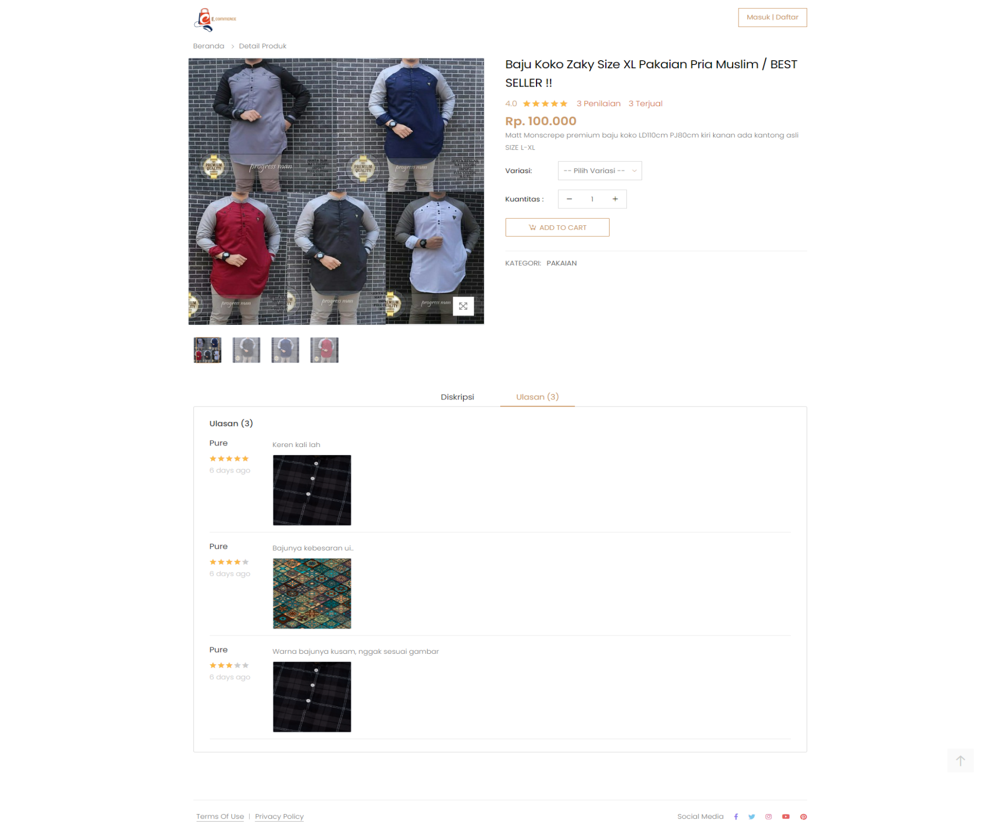 E.COMMERCE
Masuk | Daftar
Beranda > Detail Produk
PREMIUM
QUALITY
progress man
PREMIUM
QUALITY
progress man
progress man
progress man
progress man
Baju Koko Zaky Size XL Pakaian Pria Muslim / BEST
SELLER !!
4.0 3 Penilaian 3 Terjual
Rp. 100.000
Matt Monscrepe premium baju koko LD110cm PJ80cm kiri kanan ada kantong asli
SIZE L-XL
Variasi: -- Pilih Variasi --
Kuantitas : − 1 +
ADD TO CART
KATEGORI: PAKAIAN
Diskripsi Ulasan (3)
Ulasan (3)
Pure Keren kali lah
6 days ago
Pure Bajunya kebesaran ui..
6 days ago
Pure Warna bajunya kusam, nggak sesuai gambar
6 days ago
Terms Of Use | Privacy Policy Social Media